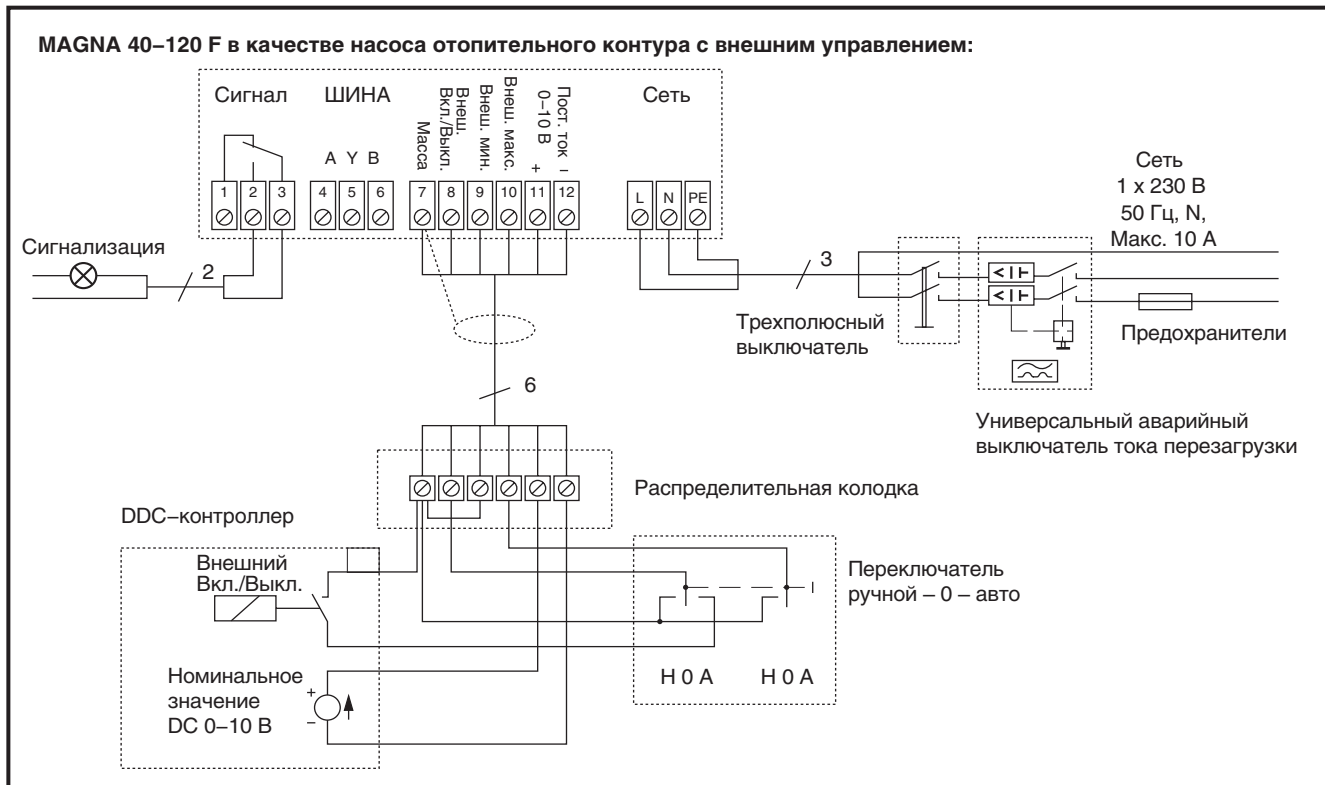 MAGNA 40–120 F в качестве насоса отопительного контура с внешним управлением:
Сигнал
ШИНА
A Y B
Масса
Внеш.
Вкл./Выкл.
Внеш. мин.
Внеш. макс.
0–10 В
+
Пост. ток
–
Сеть
1
2
3
4
5
6
7
8
9
10
11
12
L
N
PE
Сеть
1 x 230 В
50 Гц, N,
Макс. 10 А
Сигнализация
2
3
Трехполюсный
выключатель
Предохранители
Универсальный аварийный
выключатель тока перезагрузки
6
Распределительная колодка
DDC–контроллер
Внешний
Вкл./Выкл.
Переключатель
ручной – 0 – авто
Номинальное
значение
DC 0–10 В
+
–
H 0 A
H 0 A